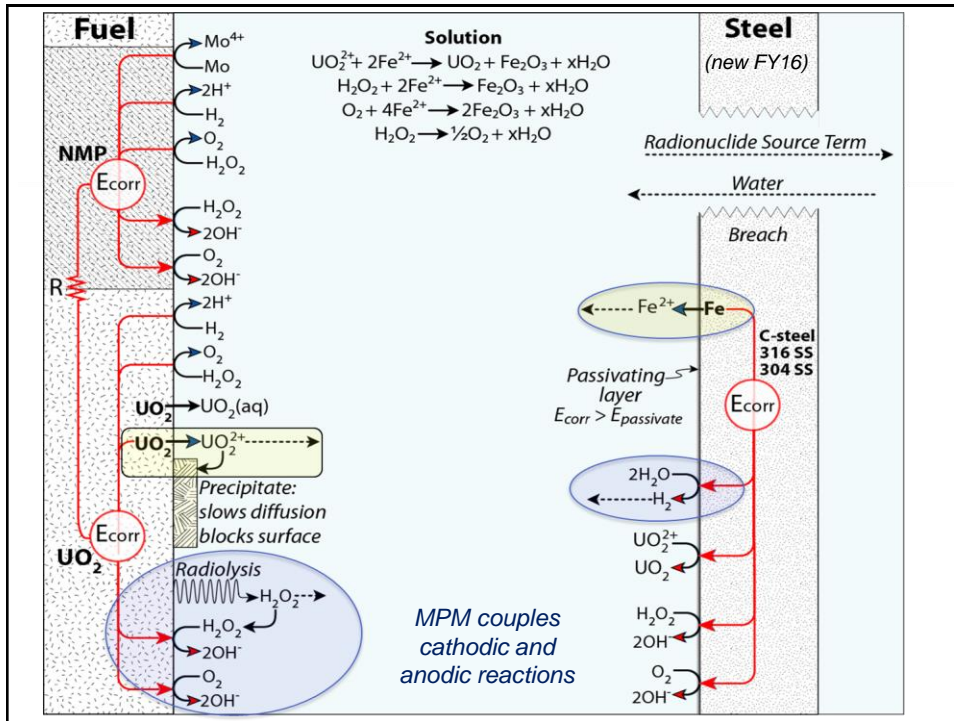 Fuel
Mo⁴⁺
Mo
2H⁺
H₂
O₂
H₂O₂
NMP
Ecorr
H₂O₂
2OH⁻
O₂
2OH⁻
R
2H⁺
H₂
O₂
H₂O₂
UO₂ UO₂(aq)
UO₂ UO₂²⁺
Precipitate:
slows diffusion
blocks surface
Ecorr
UO₂
Radiolysis
H₂O₂
H₂O₂
2OH⁻
O₂
2OH⁻
Solution
UO₂²⁺ + 2Fe²⁺ → UO₂ + Fe₂O₃ + xH₂O
H₂O₂ + 2Fe²⁺ → Fe₂O₃ + xH₂O
O₂ + 4Fe²⁺ → 2Fe₂O₃ + xH₂O
H₂O₂ → ½O₂ + xH₂O
MPM couples
cathodic and
anodic reactions
Steel
(new FY16)
Radionuclide Source Term
Water
Breach
Fe²⁺ Fe
C-steel
316 SS
304 SS
Passivating
layer
E_corr > E_passivate
Ecorr
2H₂O
H₂
UO₂²⁺
UO₂
H₂O₂
2OH⁻
O₂
2OH⁻